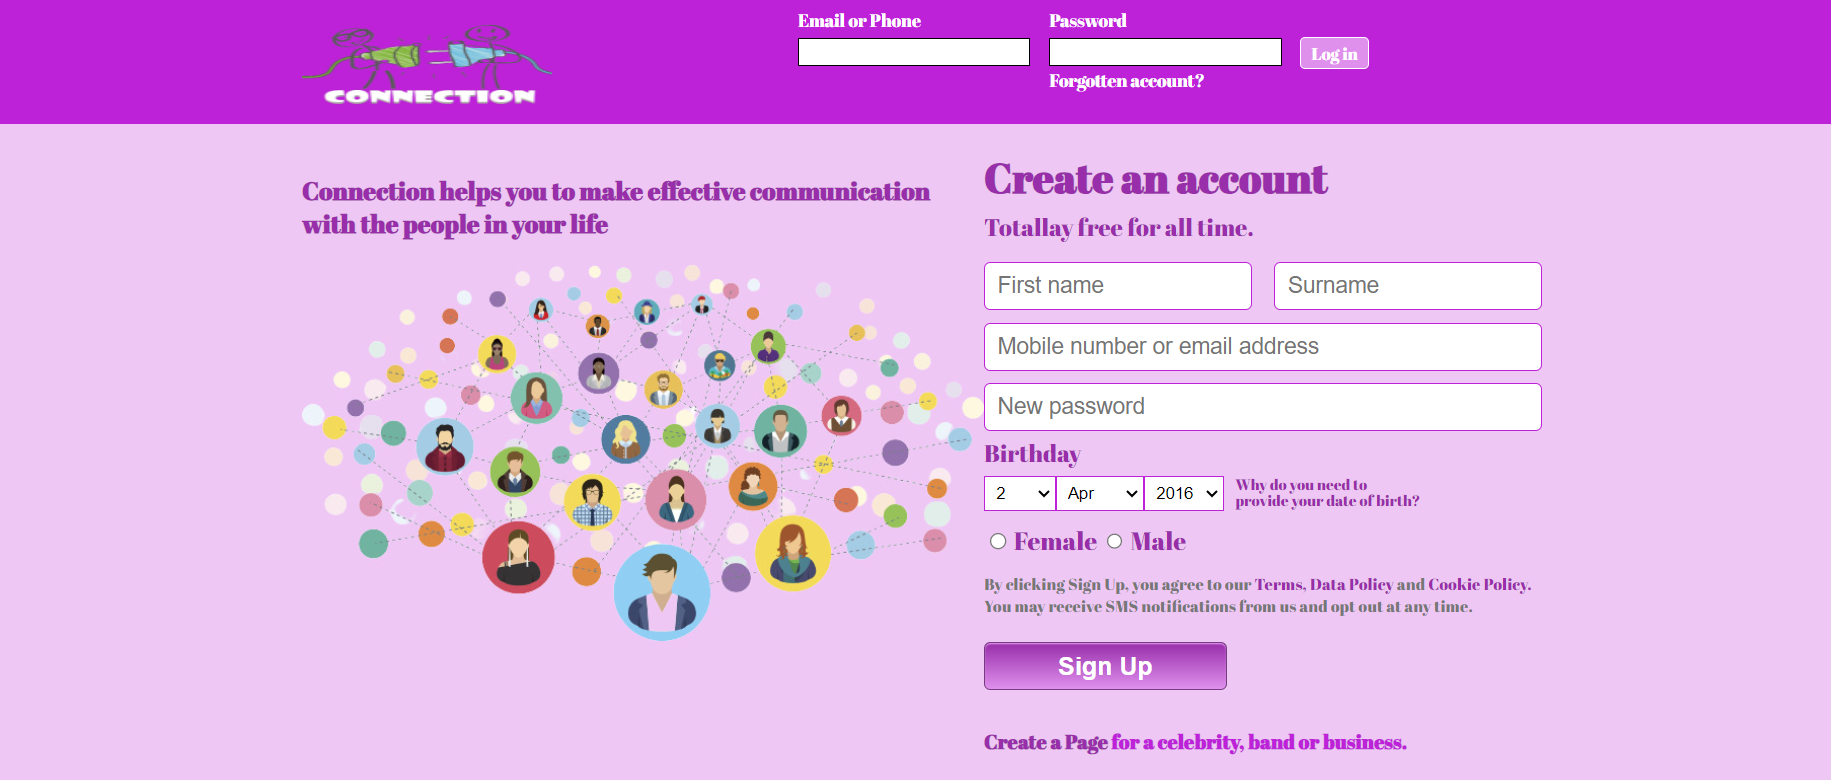 CONNECTION
Email or Phone
Password
Log in
Forgotten account?
Connection helps you to make effective communication
with the people in your life
Create an account
Totallay free for all time.
First name
Surname
Mobile number or email address
New password
Birthday
2
Apr
2016
Why do you need to
provide your date of birth?
Female
Male
By clicking Sign Up, you agree to our Terms, Data Policy and Cookie Policy.
You may receive SMS notifications from us and opt out at any time.
Sign Up
Create a Page for a celebrity, band or business.